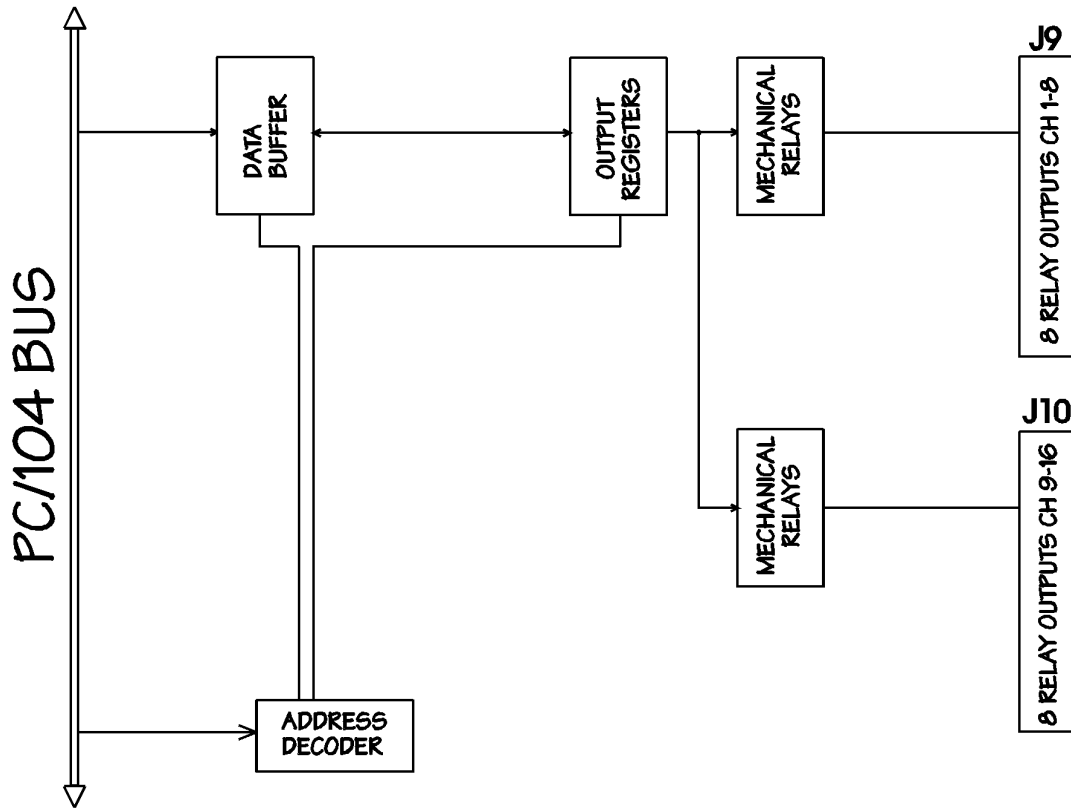 PC/104 BUS
DATA
BUFFER
OUTPUT
REGISTERS
MECHANICAL
RELAYS
J9
8 RELAY OUTPUTS CH 1-8
MECHANICAL
RELAYS
J10
8 RELAY OUTPUTS CH 9-16
ADDRESS
DECODER